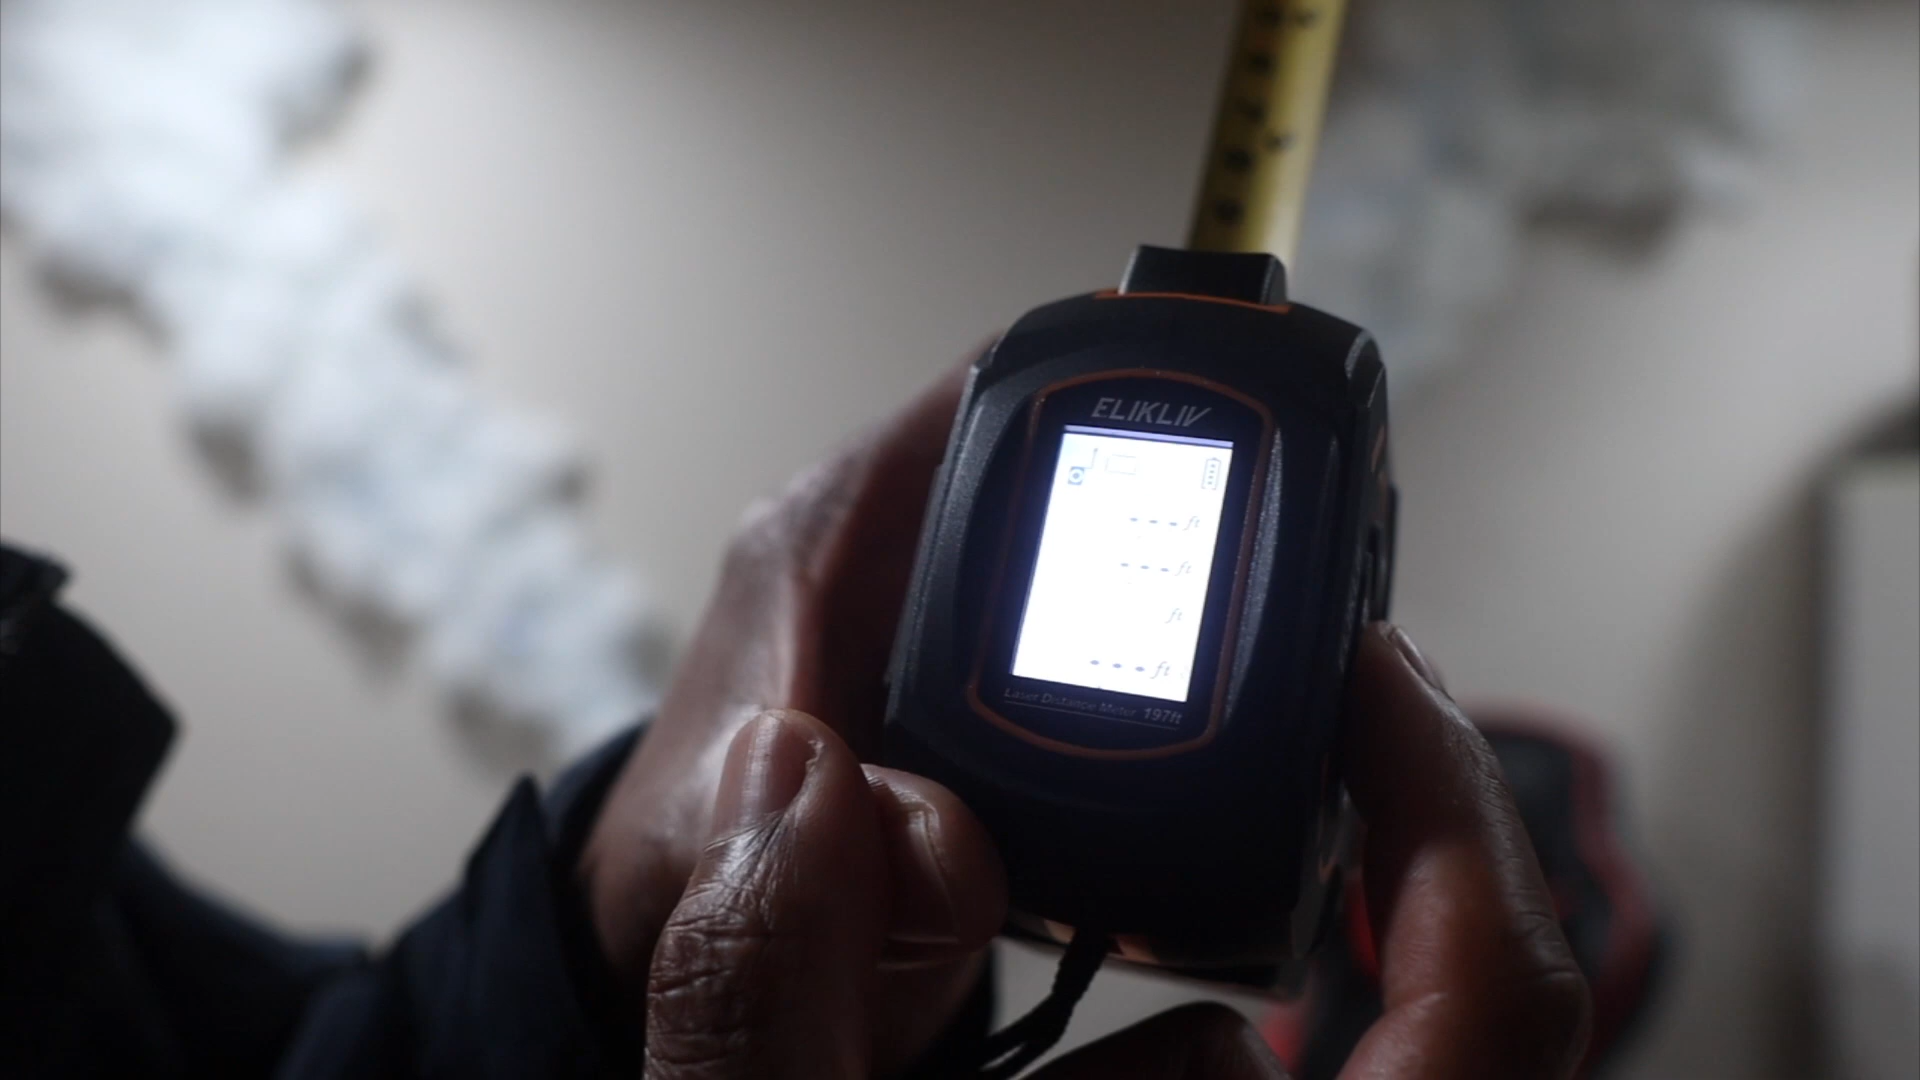 ELIKLIV
- - - ft
- - - ft
ft
- - - ft
Laser Distance Meter 197ft